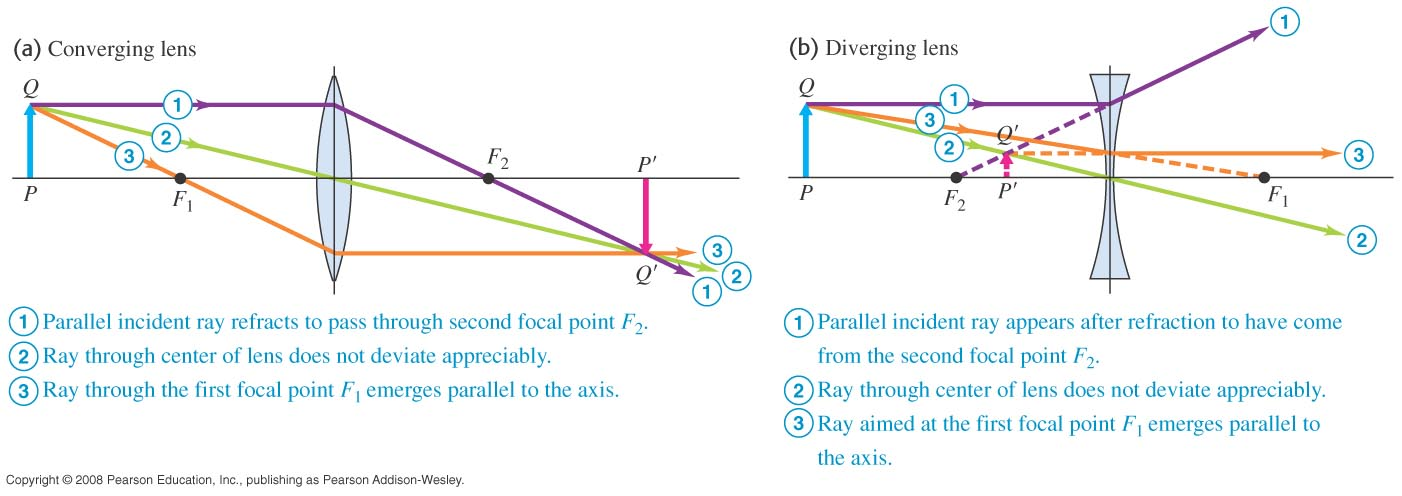 (a) Converging lens
Q
1
2
3
P
F1
F2
P′
Q′
3
2
1
1 Parallel incident ray refracts to pass through second focal point F2.
2 Ray through center of lens does not deviate appreciably.
3 Ray through the first focal point F1 emerges parallel to the axis.
(b) Diverging lens
1
Q
1
3
2
Q′
3
P
F2
P′
F1
2
1 Parallel incident ray appears after refraction to have come
from the second focal point F2.
2 Ray through center of lens does not deviate appreciably.
3 Ray aimed at the first focal point F1 emerges parallel to
the axis.
Copyright © 2008 Pearson Education, Inc., publishing as Pearson Addison-Wesley.